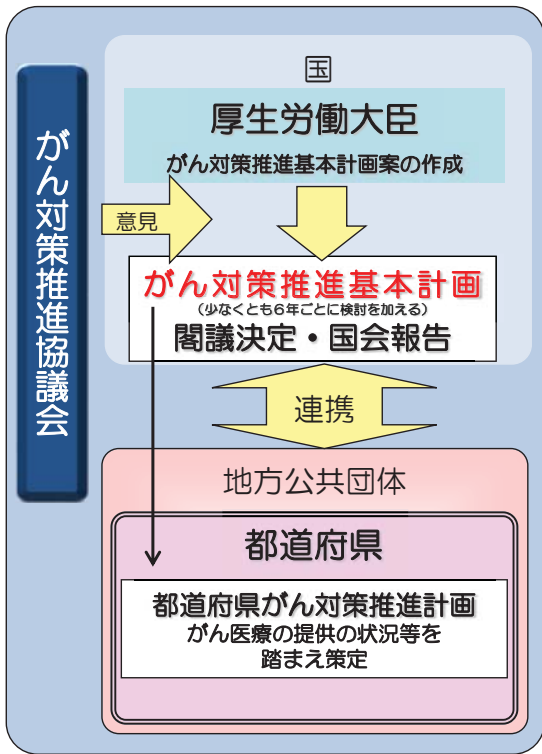 がん対策推進協議会
国
厚生労働大臣
がん対策推進基本計画案の作成
意見
がん対策推進基本計画
（少なくとも６年ごとに検討を加える）
閣議決定・国会報告
連携
地方公共団体
都道府県
都道府県がん対策推進計画
がん医療の提供の状況等を
踏まえ策定